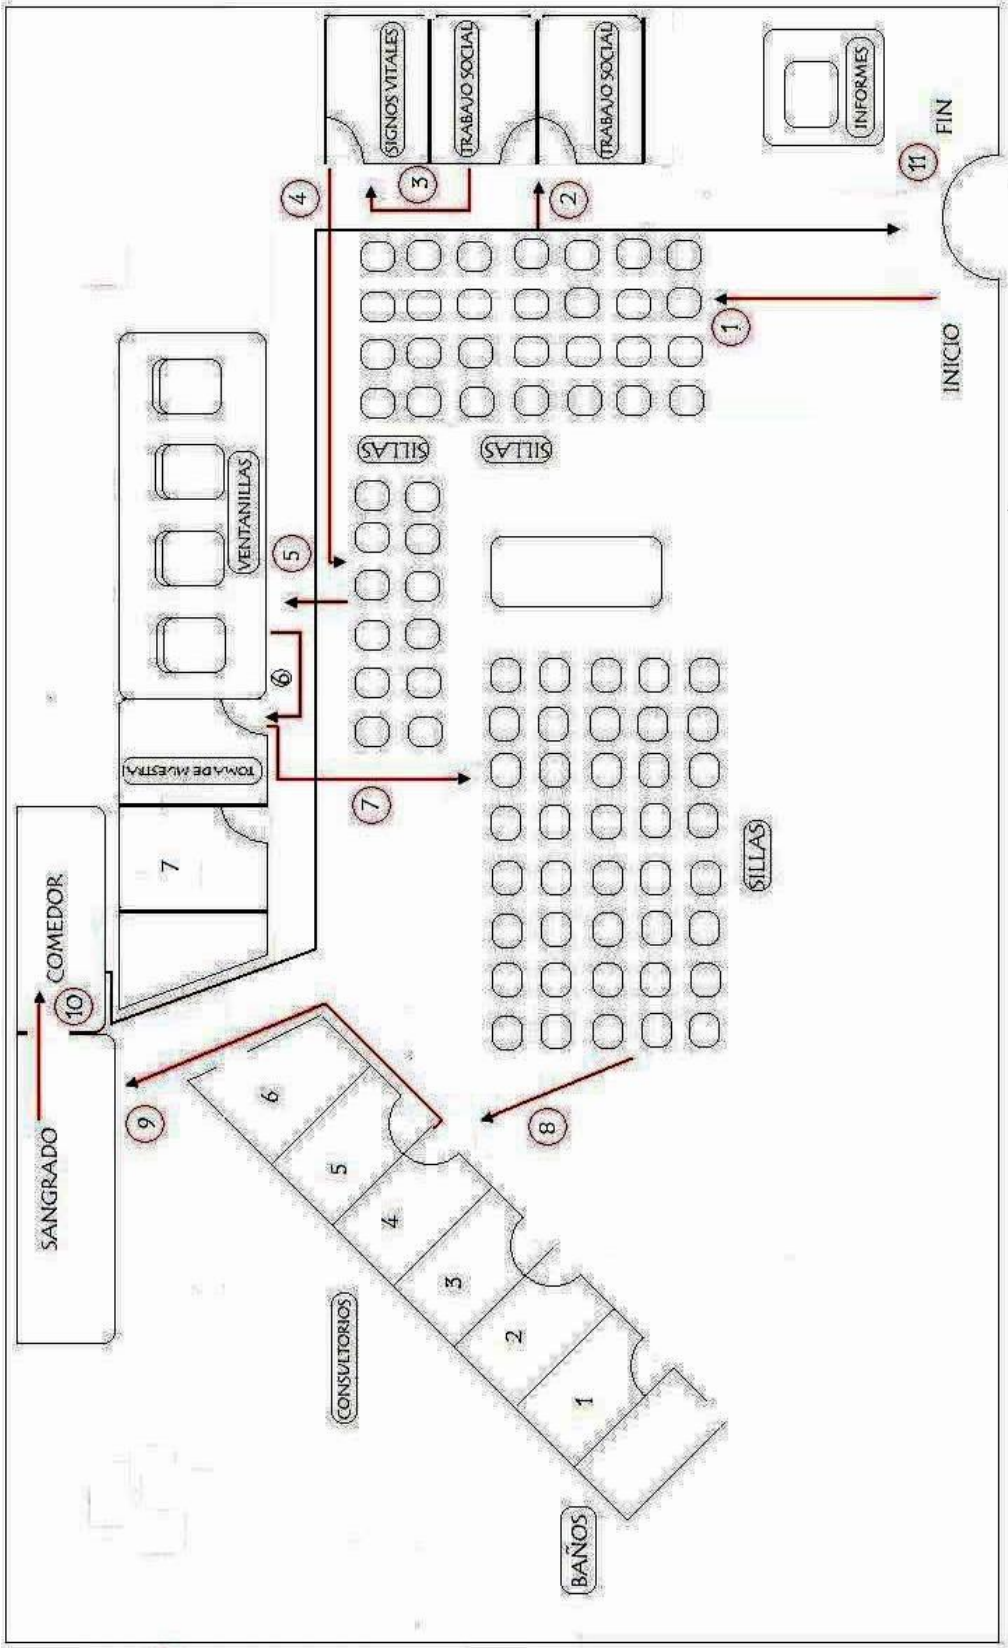 SANGRADO
COMEDOR
10
9
7
TOMA DE MUESTRA
VENTANILLAS
6
6
5
4
CONSULTORIOS
5
7
4
SILLAS
SIGNOS VITALES
3
3
TRABAJO SOCIAL
2
SILLAS
8
2
BAÑOS
1
TRABAJO SOCIAL
1
SILLAS
INFORMES
11
INICIO
FIN